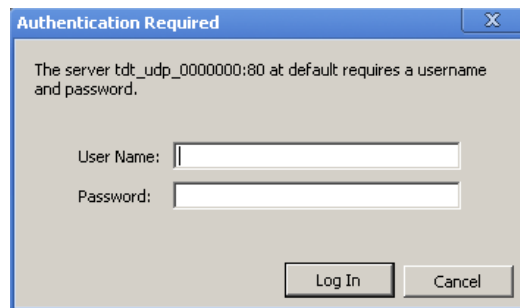 Authentication Required
X
The server tdt_udp_0000000:80 at default requires a username
and password.
User Name:
Password:
Log In
Cancel